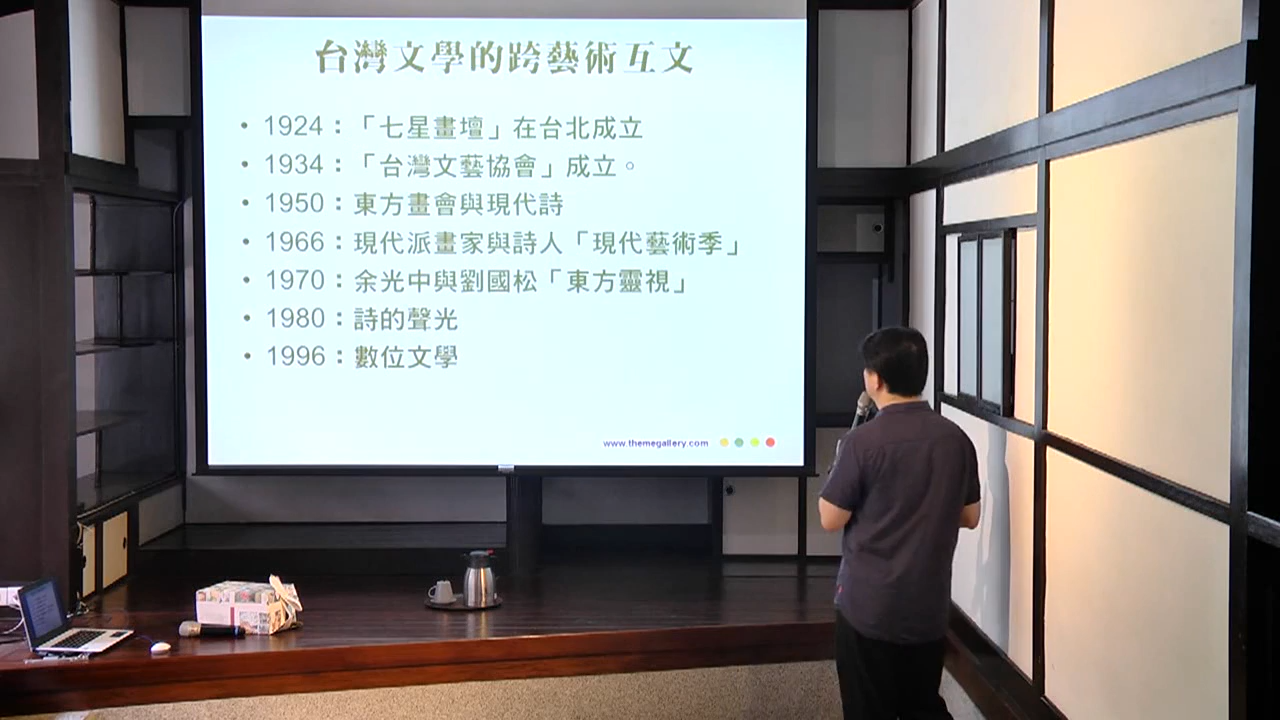 台灣文學的跨藝術互文
• 1924：「七星畫壇」在台北成立
• 1934：「台灣文藝協會」成立。
• 1950：東方畫會與現代詩
• 1966：現代派畫家與詩人「現代藝術季」
• 1970：余光中與劉國松「東方靈視」
• 1980：詩的聲光
• 1996：數位文學
www.themegallery.com